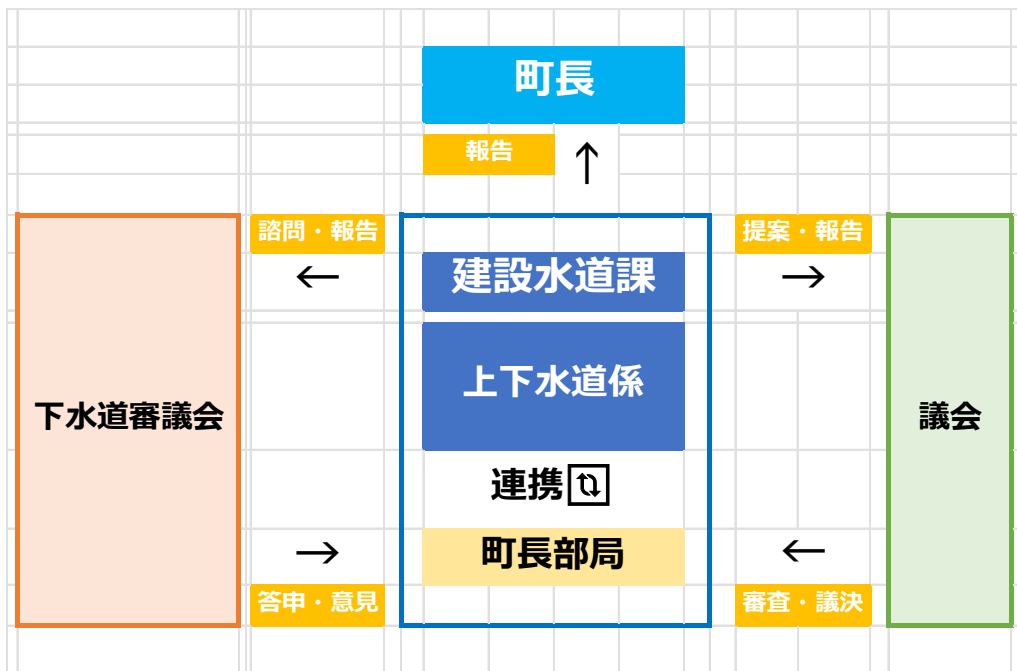 町長
報告
↑
諮問・報告
←
提案・報告
→
建設水道課
上下水道係
下水道審議会
議会
連携🔃
町長部局
→
←
答申・意見
審査・議決